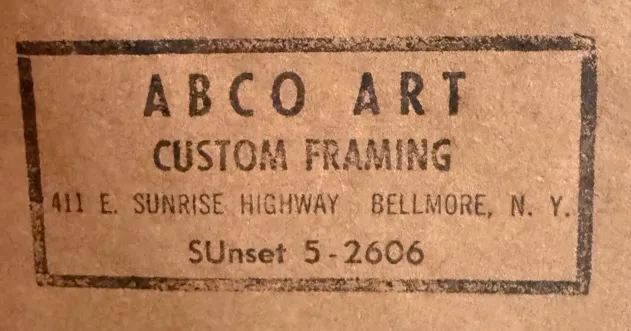 ABCO ART
CUSTOM FRAMING
411 E. SUNRISE HIGHWAY BELLMORE, N. Y.
SUnset 5-2606